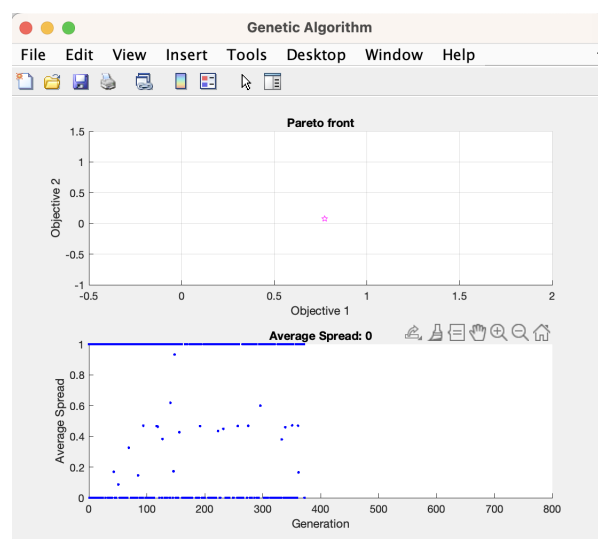 Genetic Algorithm
File Edit View Insert Tools Desktop Window Help
Pareto front
1.5
1
0.5
0
-0.5
-1
Objective 2
-0.5 0 0.5 1 1.5 2
Objective 1
Average Spread: 0
1
0.8
0.6
0.4
0.2
0
Average Spread
0 100 200 300 400 500 600 700 800
Generation